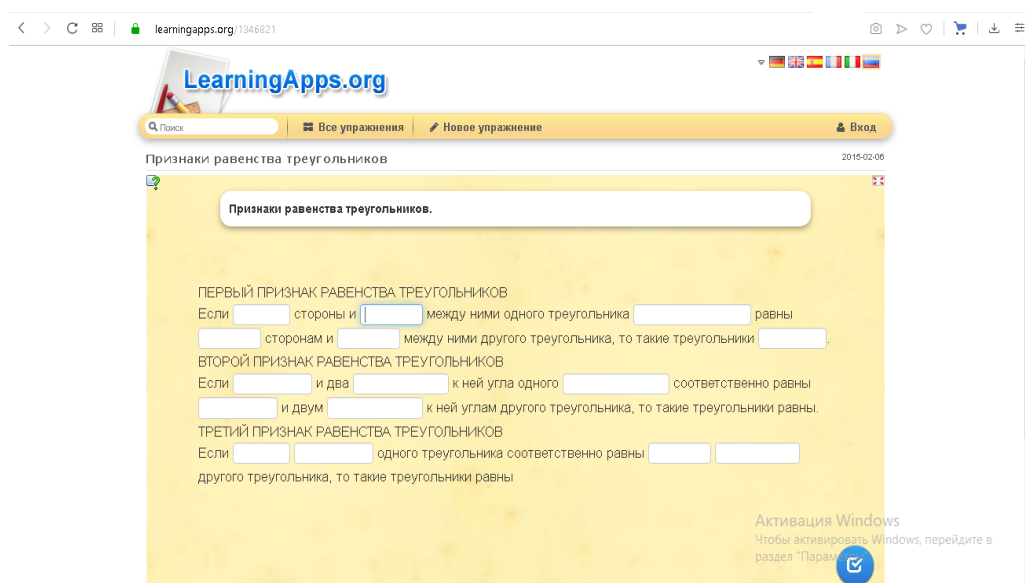 learningapps.org/1346821
LearningApps.org
Поиск
Все упражнения
Новое упражнение
Вход
Признаки равенства треугольников
2015-02-06
Признаки равенства треугольников.
ПЕРВЫЙ ПРИЗНАК РАВЕНСТВА ТРЕУГОЛЬНИКОВ
Если стороны и между ними одного треугольника равны
сторонам и между ними другого треугольника, то такие треугольники .
ВТОРОЙ ПРИЗНАК РАВЕНСТВА ТРЕУГОЛЬНИКОВ
Если и два к ней угла одного соответственно равны
и двум к ней углам другого треугольника, то такие треугольники равны.
ТРЕТИЙ ПРИЗНАК РАВЕНСТВА ТРЕУГОЛЬНИКОВ
Если одного треугольника соответственно равны
другого треугольника, то такие треугольники равны
Активация Windows
Чтобы активировать Windows, перейдите в
раздел